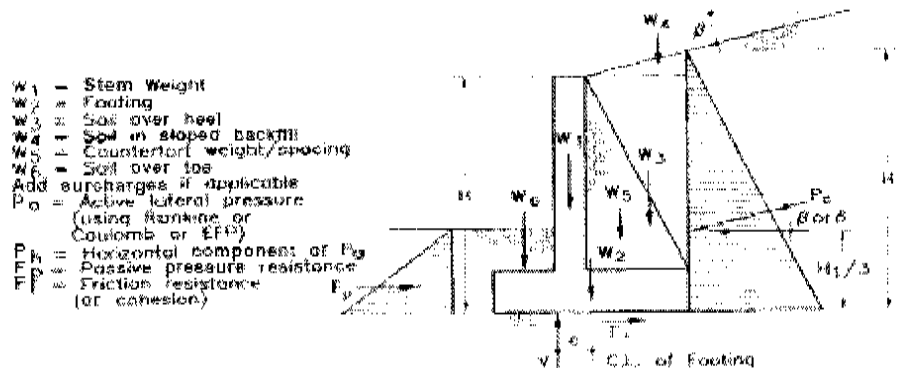 W₁ = Stem Weight
W₂ = Footing
W₃ = Soil over heel
W₄ = Soil in sloped backfill
W₅ = Counterfort weight/spacing
W₆ = Soil over toe
Add surcharges if applicable
Pₐ = Active lateral pressure
(using Rankine or
Coulomb or EFP)
Pₕ = Horizontal component of Pₐ
Fₚ = Passive pressure resistance
= Friction resistance
(or cohesion)
W₄
β
W₁
W₃
W₆
W₅
W₂
Pₐ
β or δ
H₁/3
e
V
C.L. of Footing